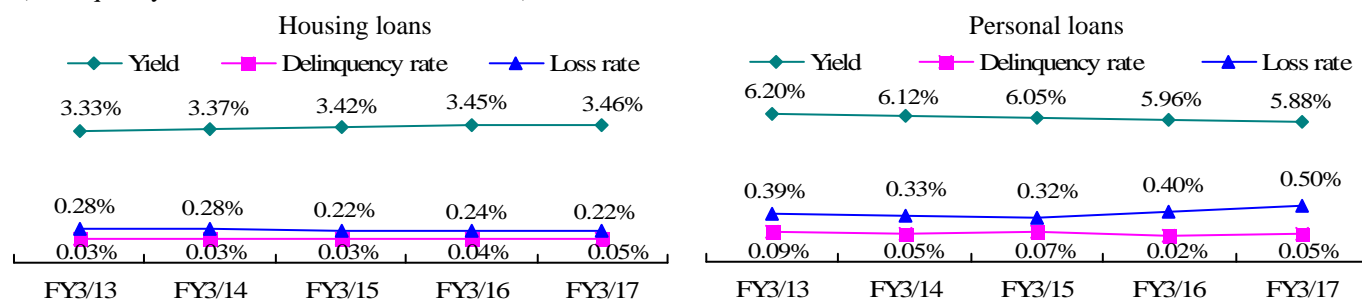 Housing loans
Yield Delinquency rate Loss rate
3.33% 3.37% 3.42% 3.45% 3.46%
0.28% 0.28% 0.22% 0.24% 0.22%
0.03% 0.03% 0.03% 0.04% 0.05%
FY3/13 FY3/14 FY3/15 FY3/16 FY3/17
Personal loans
Yield Delinquency rate Loss rate
6.20% 6.12% 6.05% 5.96% 5.88%
0.39% 0.33% 0.32% 0.40% 0.50%
0.09% 0.05% 0.07% 0.02% 0.05%
FY3/13 FY3/14 FY3/15 FY3/16 FY3/17